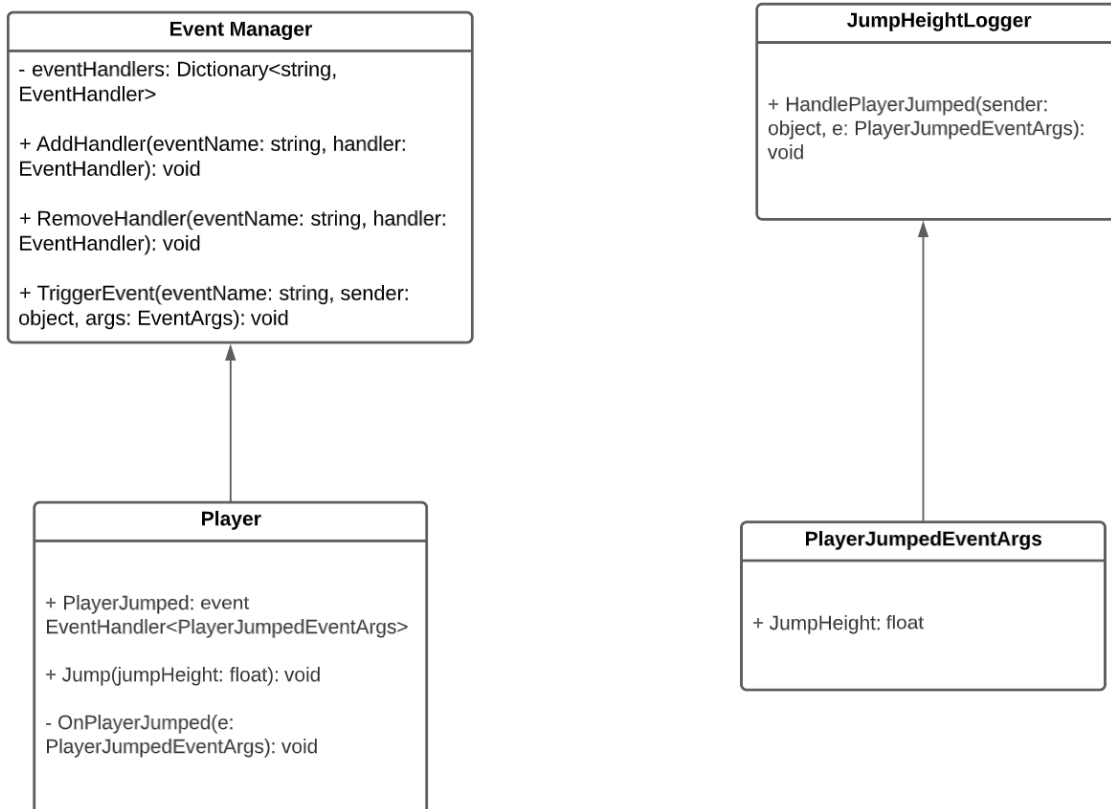 Event Manager
- eventHandlers: Dictionary<string,
EventHandler>
+ AddHandler(eventName: string, handler:
EventHandler): void
+ RemoveHandler(eventName: string, handler:
EventHandler): void
+ TriggerEvent(eventName: string, sender:
object, args: EventArgs): void
JumpHeightLogger
+ HandlePlayerJumped(sender:
object, e: PlayerJumpedEventArgs):
void
Player
+ PlayerJumped: event
EventHandler<PlayerJumpedEventArgs>
+ Jump(jumpHeight: float): void
- OnPlayerJumped(e:
PlayerJumpedEventArgs): void
PlayerJumpedEventArgs
+ JumpHeight: float